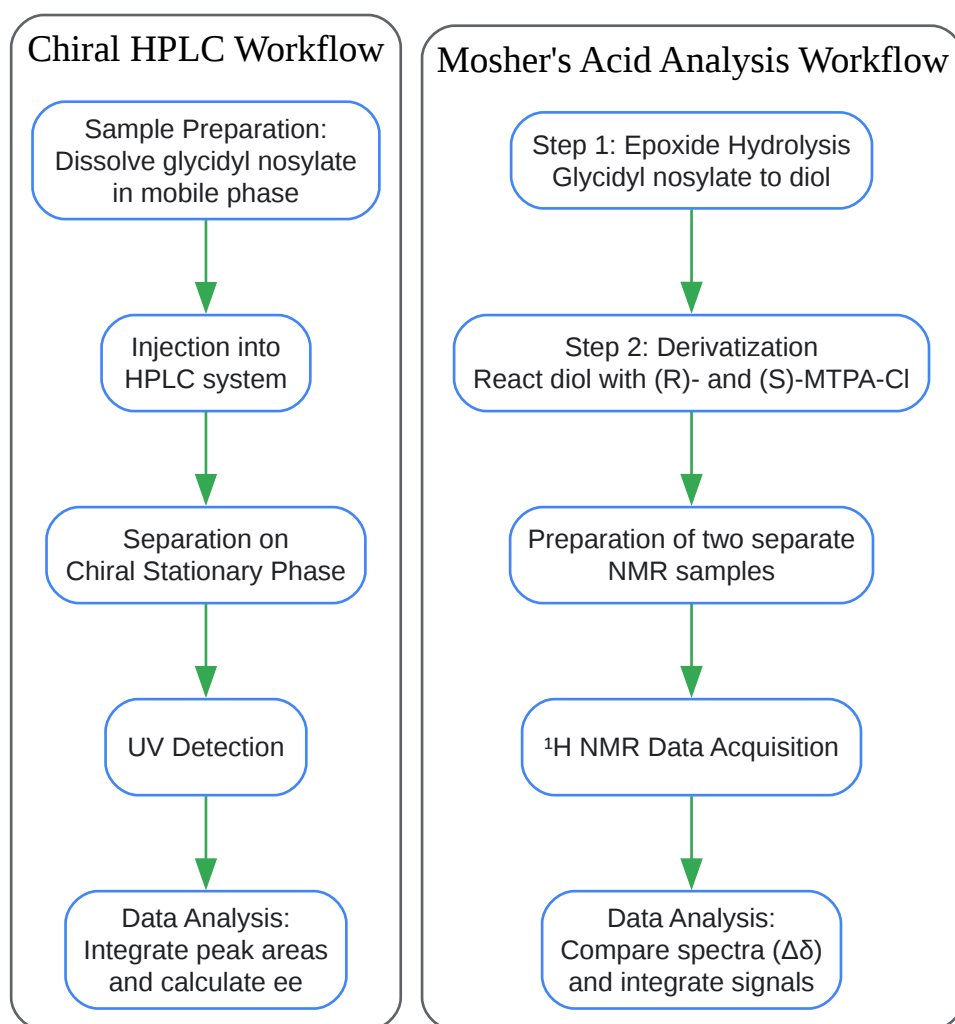 Chiral HPLC Workflow
Sample Preparation:
Dissolve glycidyl nosylate
in mobile phase
Injection into
HPLC system
Separation on
Chiral Stationary Phase
UV Detection
Data Analysis:
Integrate peak areas
and calculate ee
Mosher's Acid Analysis Workflow
Step 1: Epoxide Hydrolysis
Glycidyl nosylate to diol
Step 2: Derivatization
React diol with (R)- and (S)-MTPA-Cl
Preparation of two separate
NMR samples
¹H NMR Data Acquisition
Data Analysis:
Compare spectra (Δδ)
and integrate signals